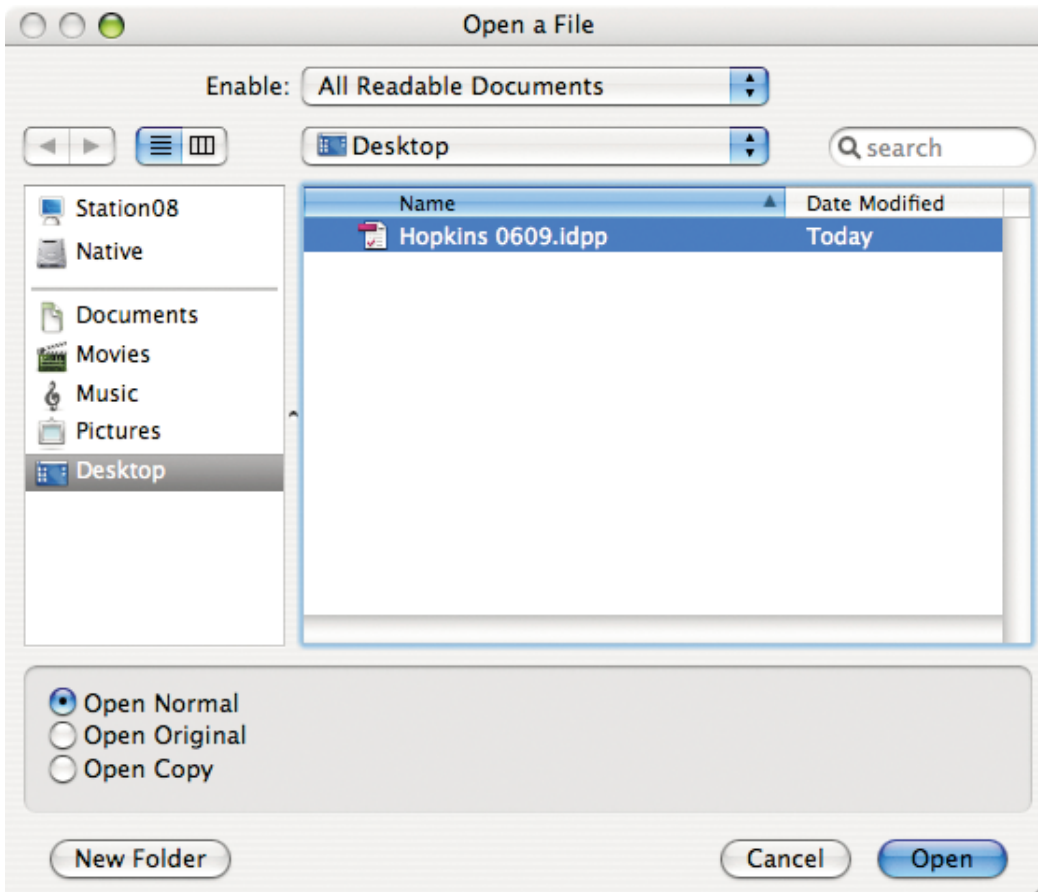 Open a File
Enable: All Readable Documents
Desktop search
Station08
Native
Documents
Movies
Music
Pictures
Desktop
Name Date Modified
Hopkins 0609.idpp Today
Open Normal
Open Original
Open Copy
New Folder Cancel Open